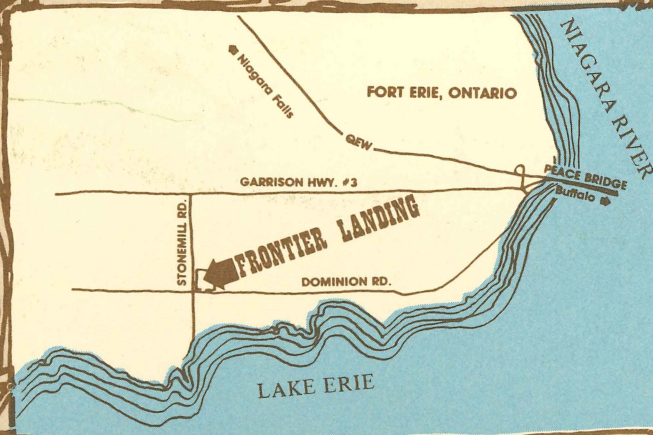 NIAGARA RIVER
Niagara Falls
FORT ERIE, ONTARIO
QEW
PEACE BRIDGE
Buffalo
GARRISON HWY. #3
STONEMILL RD.
FRONTIER LANDING
DOMINION RD.
LAKE ERIE